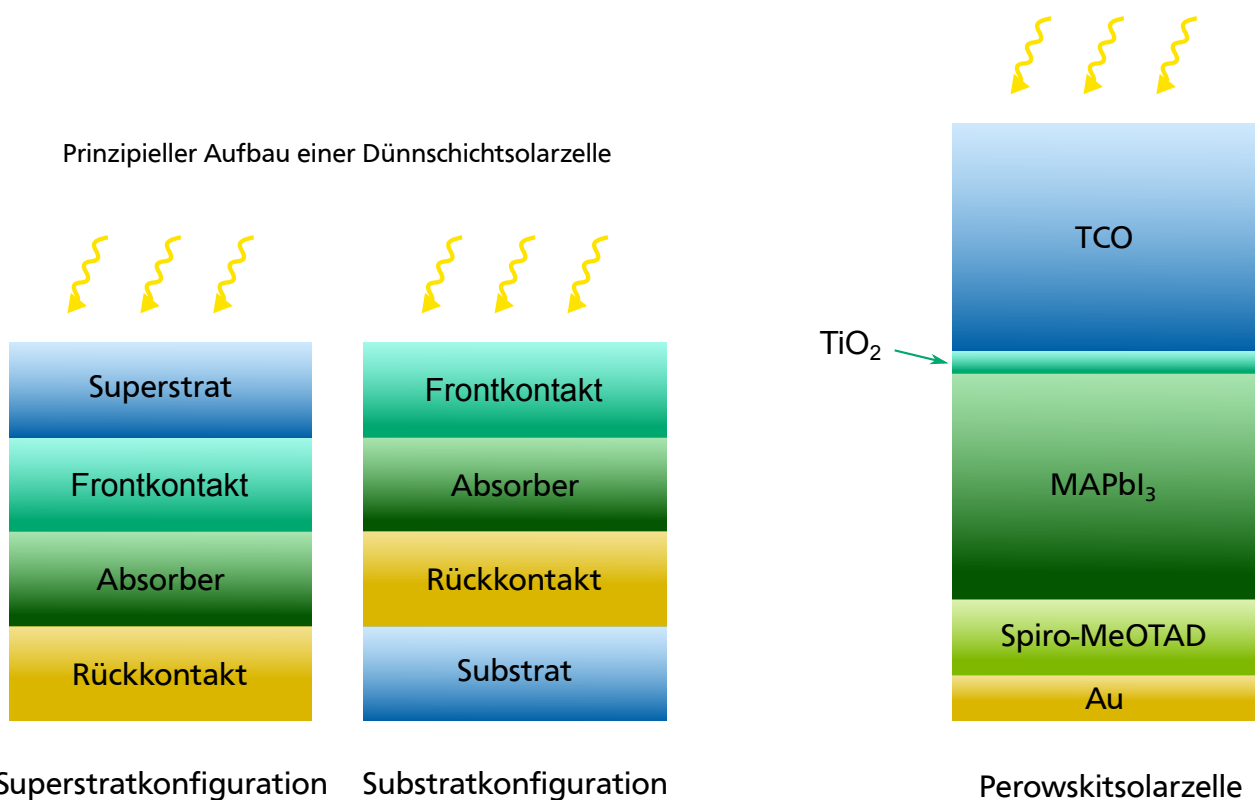 Prinzipieller Aufbau einer Dünnschichtsolarzelle
Superstrat
Frontkontakt
Absorber
Rückkontakt
Superstratkonfiguration
Frontkontakt
Absorber
Rückkontakt
Substrat
Substratkonfiguration
TCO
TiO₂
MAPbI₃
Spiro-MeOTAD
Au
Perowskitsolarzelle